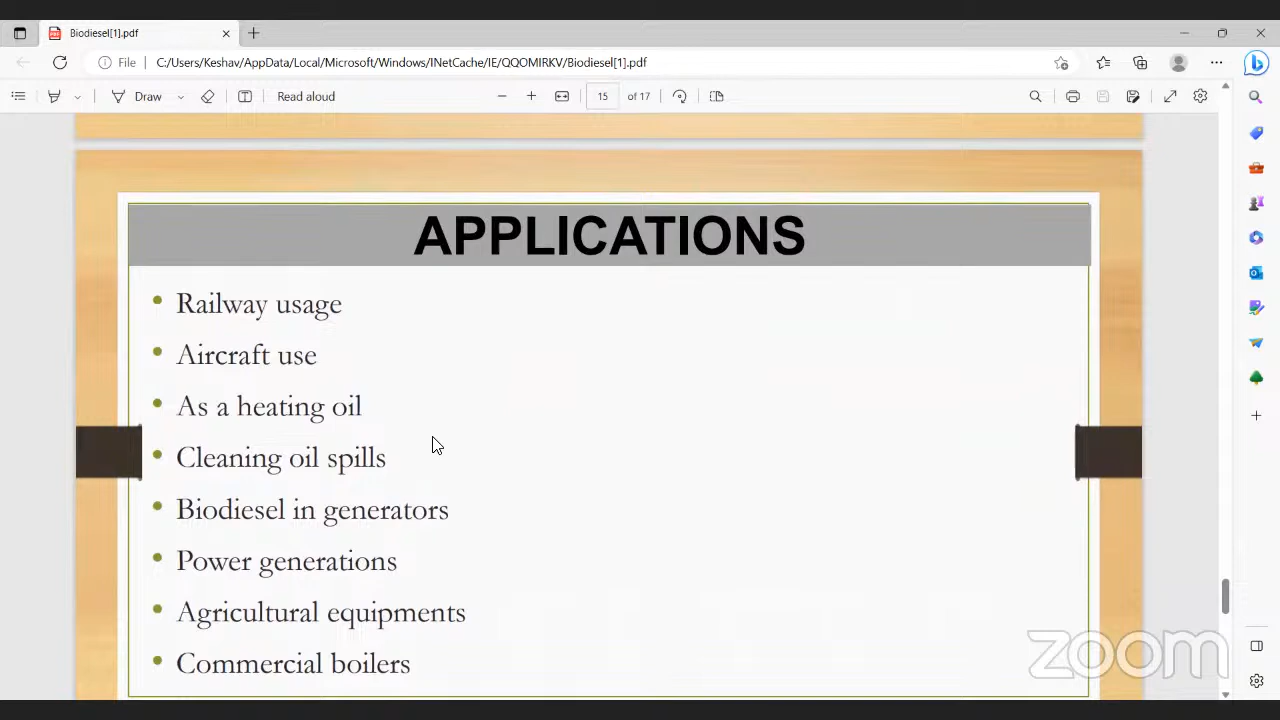 Biodiesel[1].pdf
File C:/Users/Keshav/AppData/Local/Microsoft/Windows/INetCache/IE/QQOMIRKV/Biodiesel[1].pdf
Draw Read aloud 15 of 17
APPLICATIONS
• Railway usage
• Aircraft use
• As a heating oil
• Cleaning oil spills
• Biodiesel in generators
• Power generations
• Agricultural equipments
• Commercial boilers
zoom